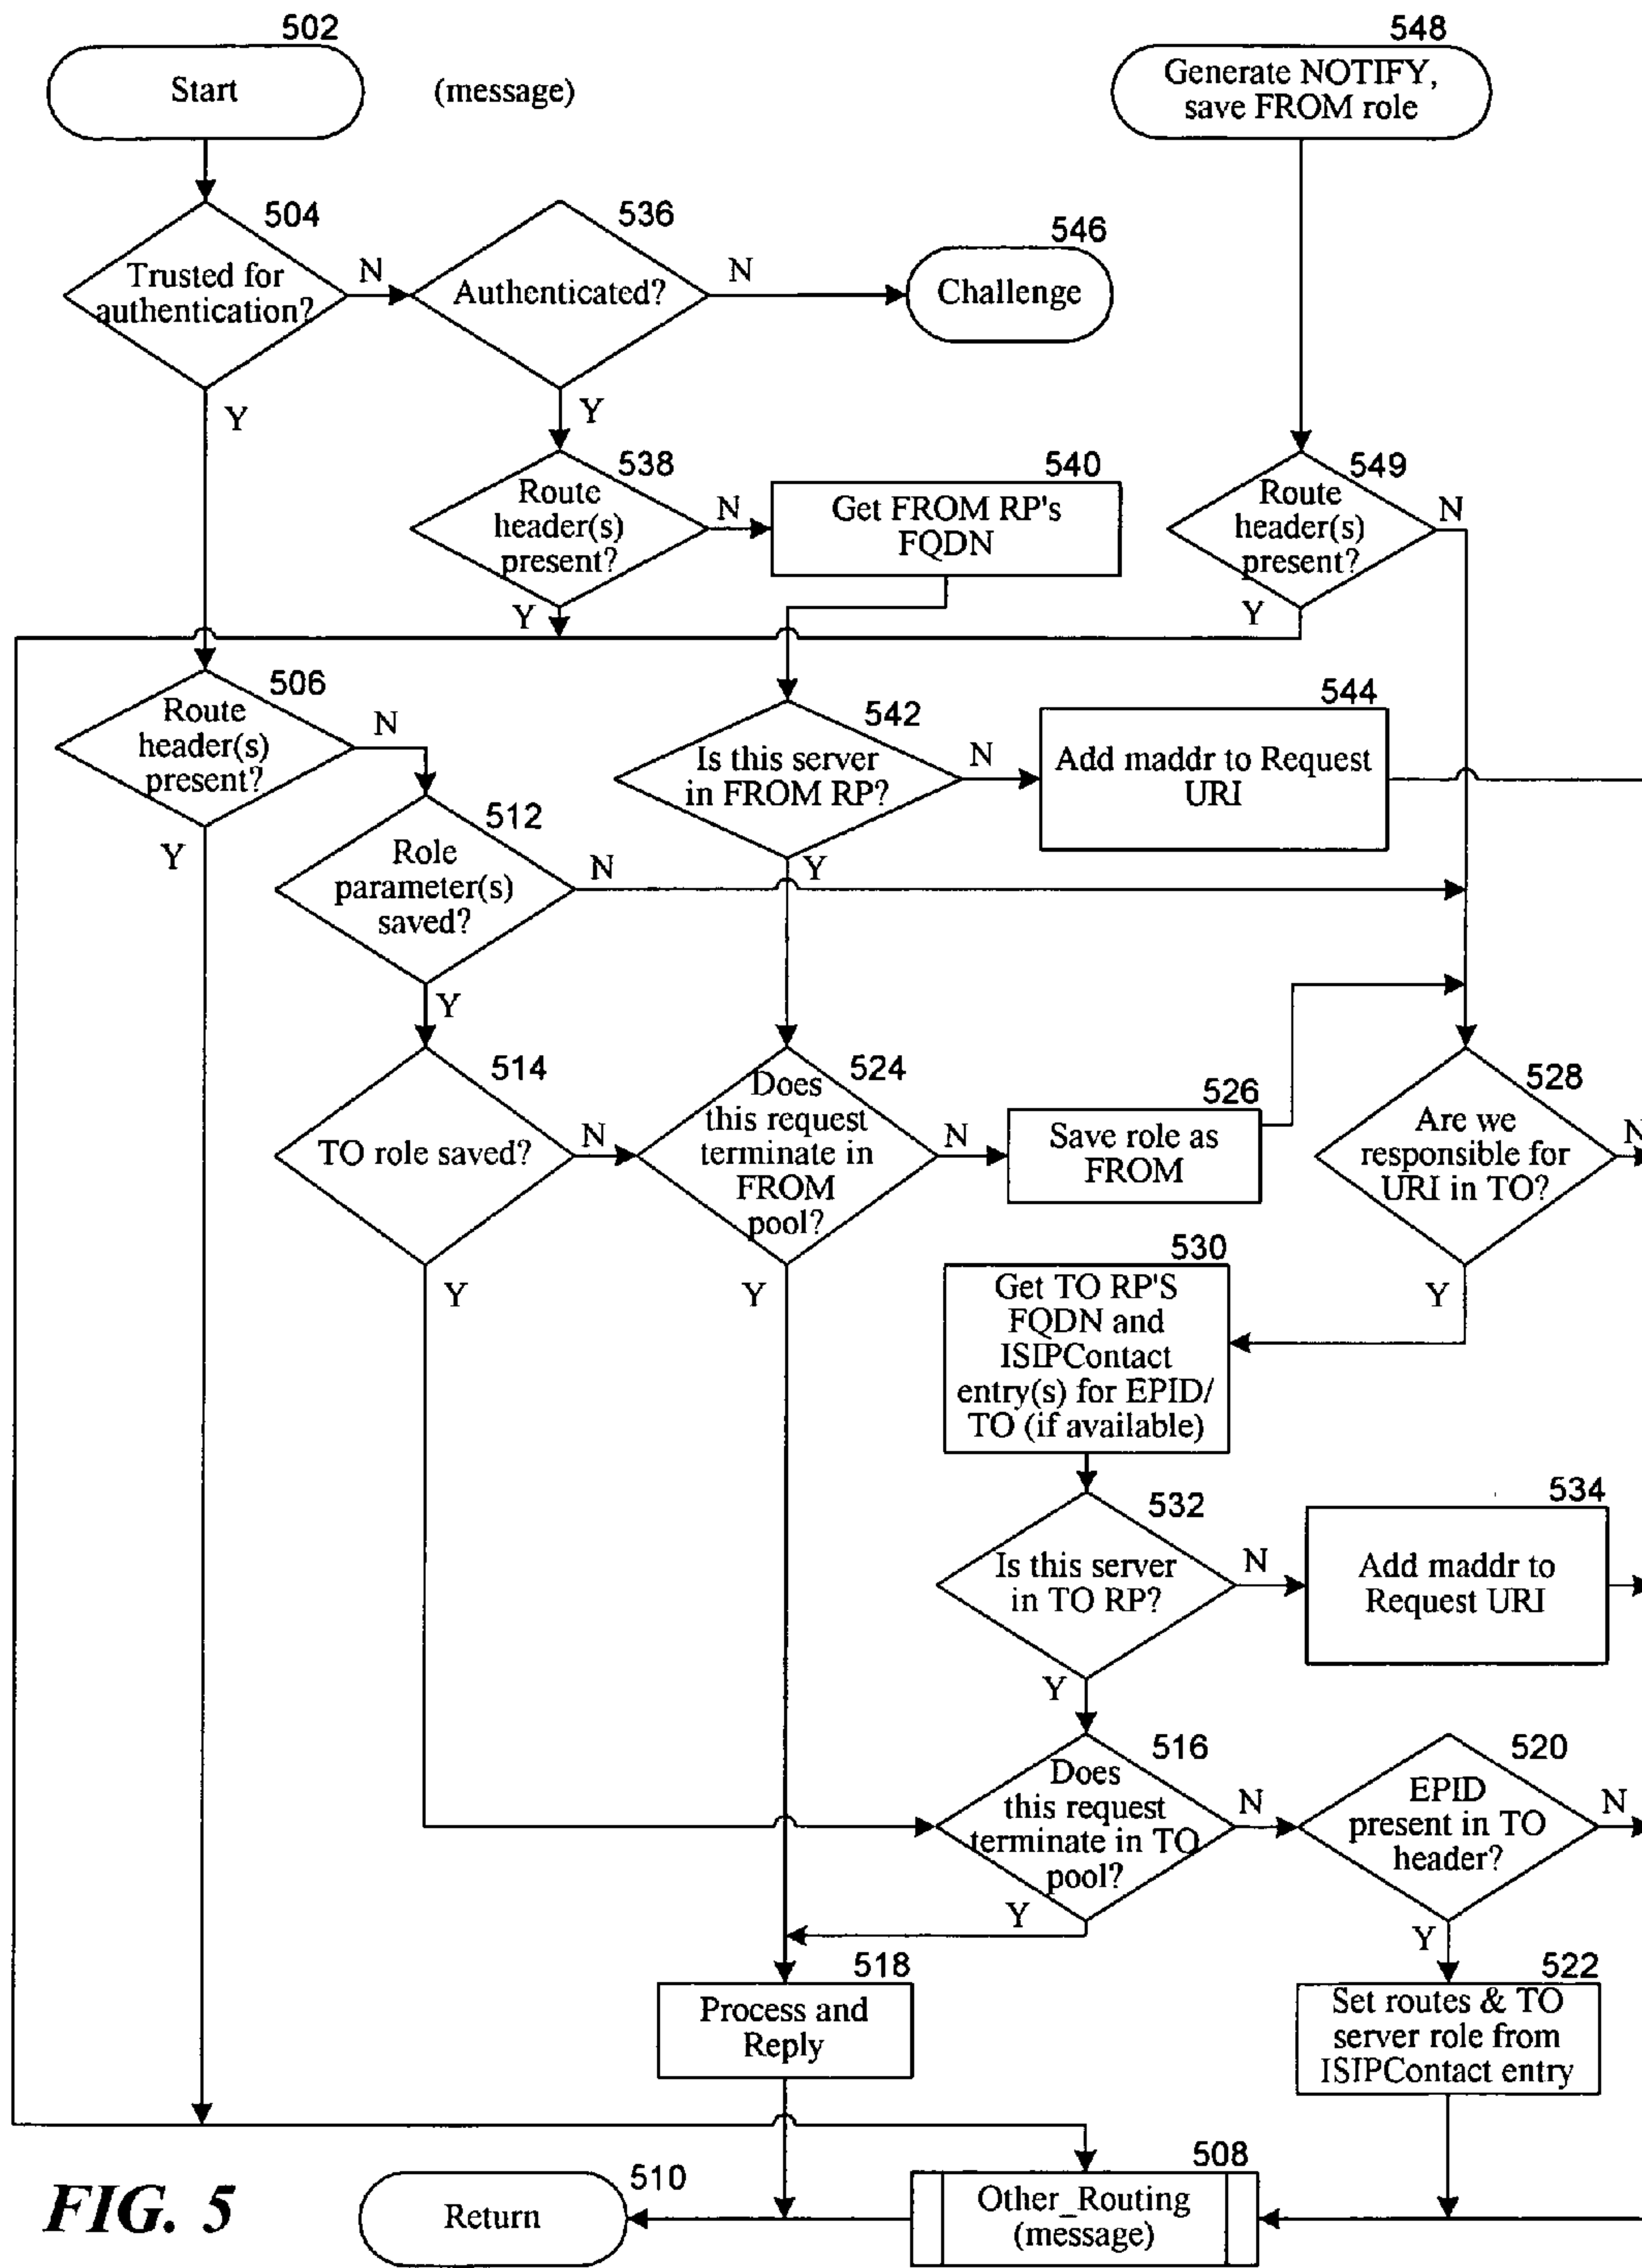 502
548
Start
(message)
Generate NOTIFY,
save FROM role
504
536
546
Trusted for
authentication?
N
Authenticated?
N
Challenge
Y
Y
538
540
549
Route
header(s)
present?
N
Get FROM RP's
FQDN
Route
header(s)
present?
N
Y
Y
506
542
544
Route
header(s)
present?
N
Is this server
in FROM RP?
N
Add maddr to Request
URI
Y
512
Y
Role
parameter(s)
saved?
N
Y
514
524
526
528
TO role saved?
N
Does
this request
terminate in
FROM
pool?
N
Save role as
FROM
Are we
responsible for
URI in TO?
N
Y
Y
530
Y
Get TO RP'S
FQDN and
ISIPContact
entry(s) for EPID/
TO (if available)
532
534
Is this server
in TO RP?
N
Add maddr to
Request URI
Y
516
520
Does
this request
terminate in TO
pool?
N
EPID
present in TO
header?
N
Y
Y
518
522
Process and
Reply
Set routes & TO
server role from
ISIPContact entry
510
508
FIG. 5
Return
Other_Routing
(message)